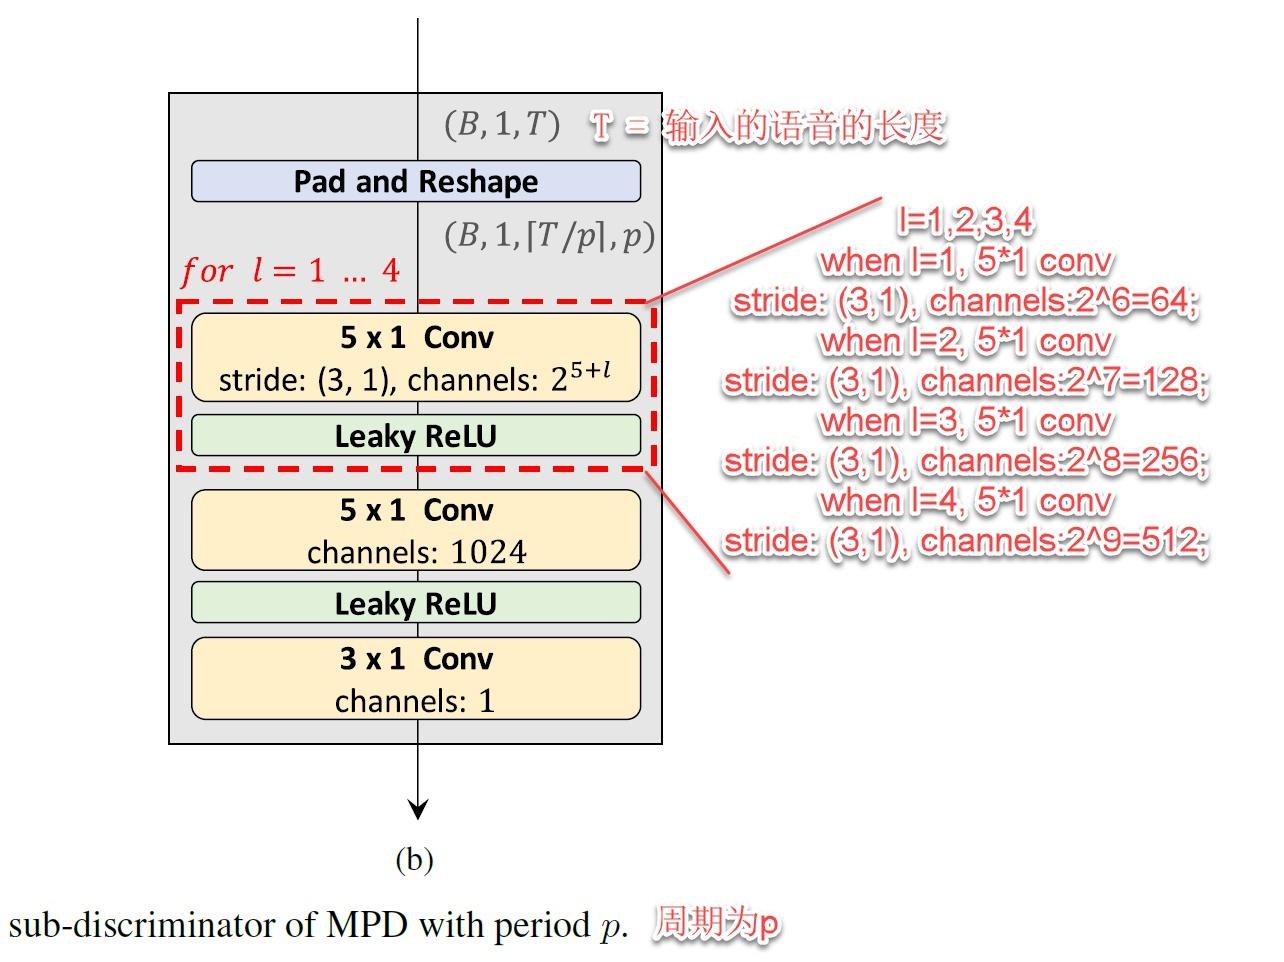 (B, 1, T) T = 输入的语音的长度
Pad and Reshape
(B, 1, ⌈T/p⌉, p)
for l = 1 ... 4
5 x 1 Conv
stride: (3, 1), channels: 2^{5+l}
Leaky ReLU
5 x 1 Conv
channels: 1024
Leaky ReLU
3 x 1 Conv
channels: 1
l=1,2,3,4
when l=1, 5*1 conv
stride: (3,1), channels:2^6=64;
when l=2, 5*1 conv
stride: (3,1), channels:2^7=128;
when l=3, 5*1 conv
stride: (3,1), channels:2^8=256;
when l=4, 5*1 conv
stride: (3,1), channels:2^9=512;
(b)
sub-discriminator of MPD with period p. 周期为p